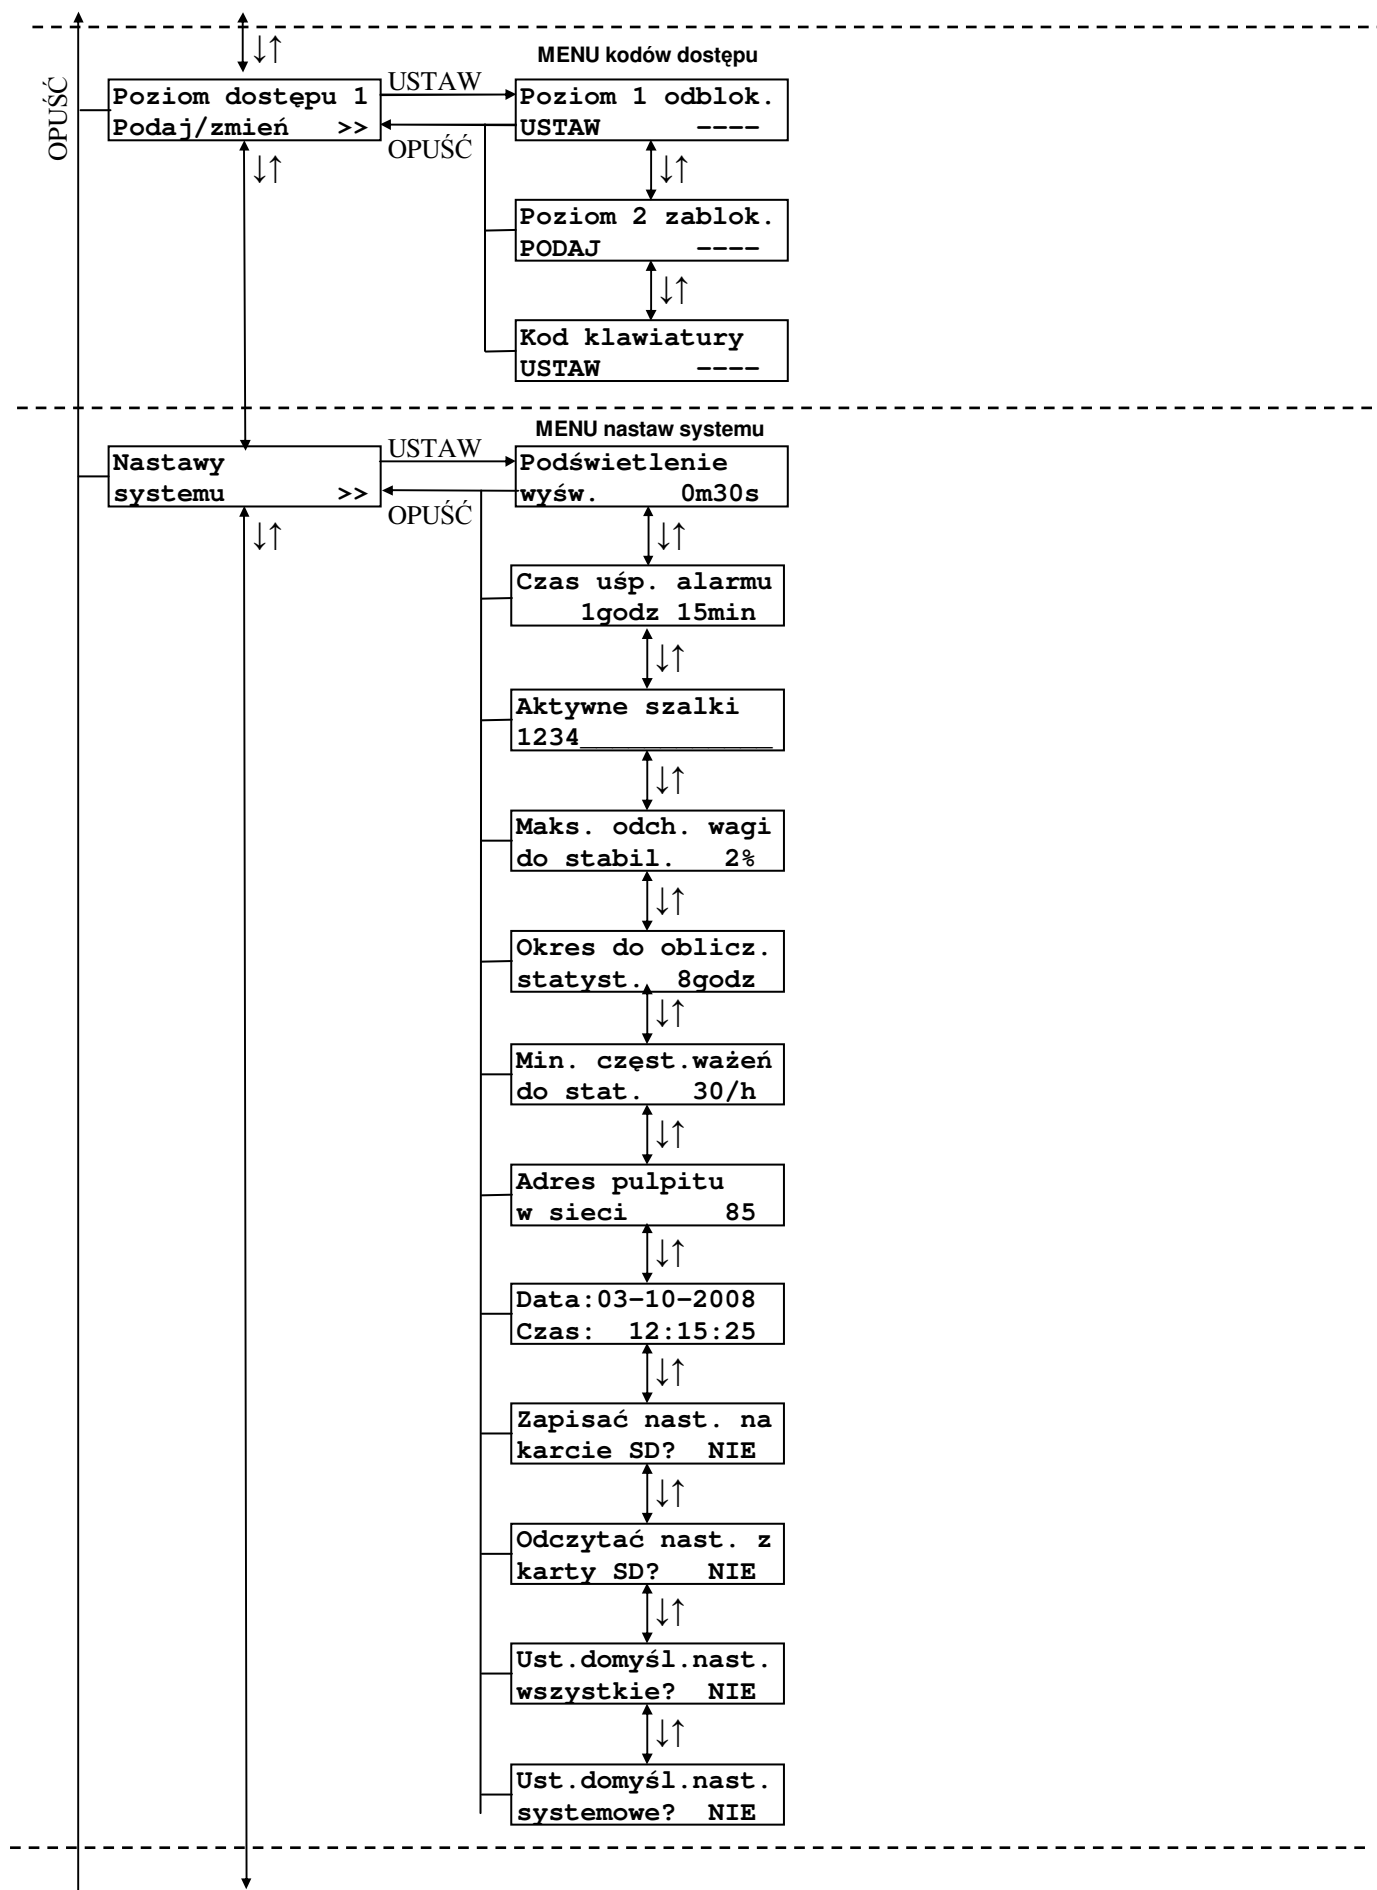 OPUŚĆ
↓↑
MENU kodów dostępu
Poziom dostępu 1
Podaj/zmień >>
USTAW
OPUŚĆ
Poziom 1 odblok.
USTAW ----
↓↑
↓↑
Poziom 2 zablok.
PODAJ ----
↓↑
Kod klawiatury
USTAW ----
MENU nastaw systemu
Nastawy
systemu >>
USTAW
OPUŚĆ
Podświetlenie
wyśw. 0m30s
↓↑
↓↑
Czas uśp. alarmu
1godz 15min
↓↑
Aktywne szalki
1234____________
↓↑
Maks. odch. wagi
do stabil. 2%
↓↑
Okres do oblicz.
statyst. 8godz
↓↑
Min. częst.ważeń
do stat. 30/h
↓↑
Adres pulpitu
w sieci 85
↓↑
Data:03-10-2008
Czas: 12:15:25
↓↑
Zapisać nast. na
karcie SD? NIE
↓↑
Odczytać nast. z
karty SD? NIE
↓↑
Ust.domyśl.nast.
wszystkie? NIE
↓↑
Ust.domyśl.nast.
systemowe? NIE